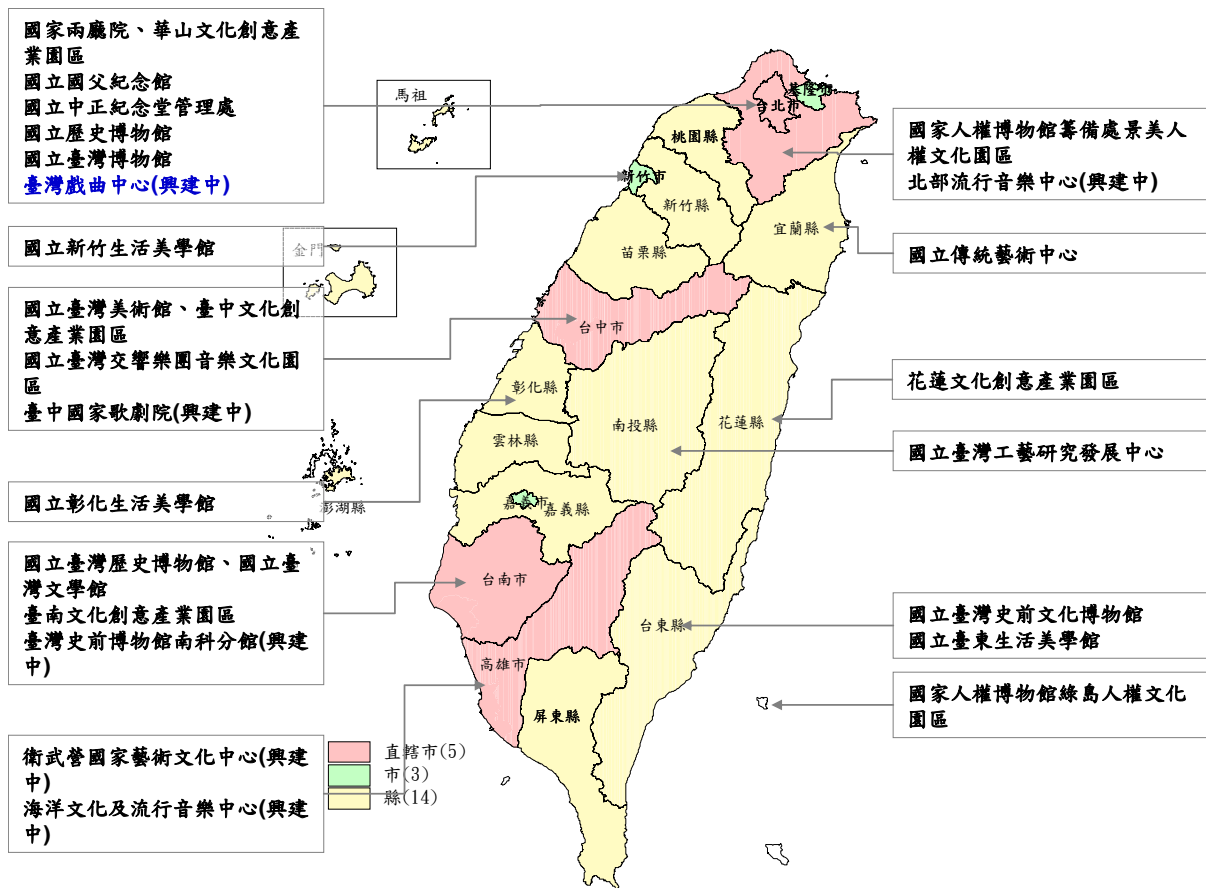 國家兩廳院、華山文化創意產
業園區
國立國父紀念館
國立中正紀念堂管理處
國立歷史博物館
國立臺灣博物館
臺灣戲曲中心(興建中)
國立新竹生活美學館
國立臺灣美術館、臺中文化創
意產業園區
國立臺灣交響樂團音樂文化園
區
臺中國家歌劇院(興建中)
國立彰化生活美學館
國立臺灣歷史博物館、國立臺
灣文學館
臺南文化創意產業園區
臺灣史前博物館南科分館(興建
中)
衛武營國家藝術文化中心(興建
中)
海洋文化及流行音樂中心(興建
中)
馬祖
金門
澎湖縣
基隆市
台北市
桃園縣
新竹市
新竹縣
宜蘭縣
苗栗縣
台中市
彰化縣
南投縣
花蓮縣
雲林縣
嘉義市
嘉義縣
台南市
台東縣
高雄市
屏東縣
直轄市(5)
市(3)
縣(14)
國家人權博物館籌備處景美人
權文化園區
北部流行音樂中心(興建中)
國立傳統藝術中心
花蓮文化創意產業園區
國立臺灣工藝研究發展中心
國立臺灣史前文化博物館
國立臺東生活美學館
國家人權博物館綠島人權文化
園區